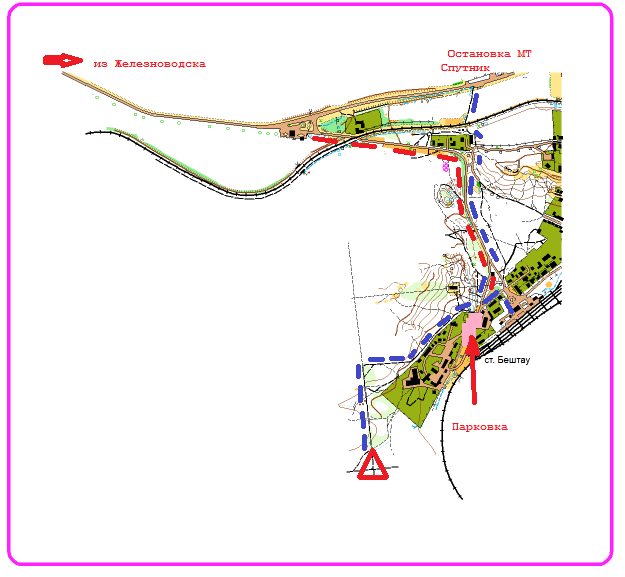 Остановка МТ
Спутник
из Железноводска
ст. Бештау
Парковка